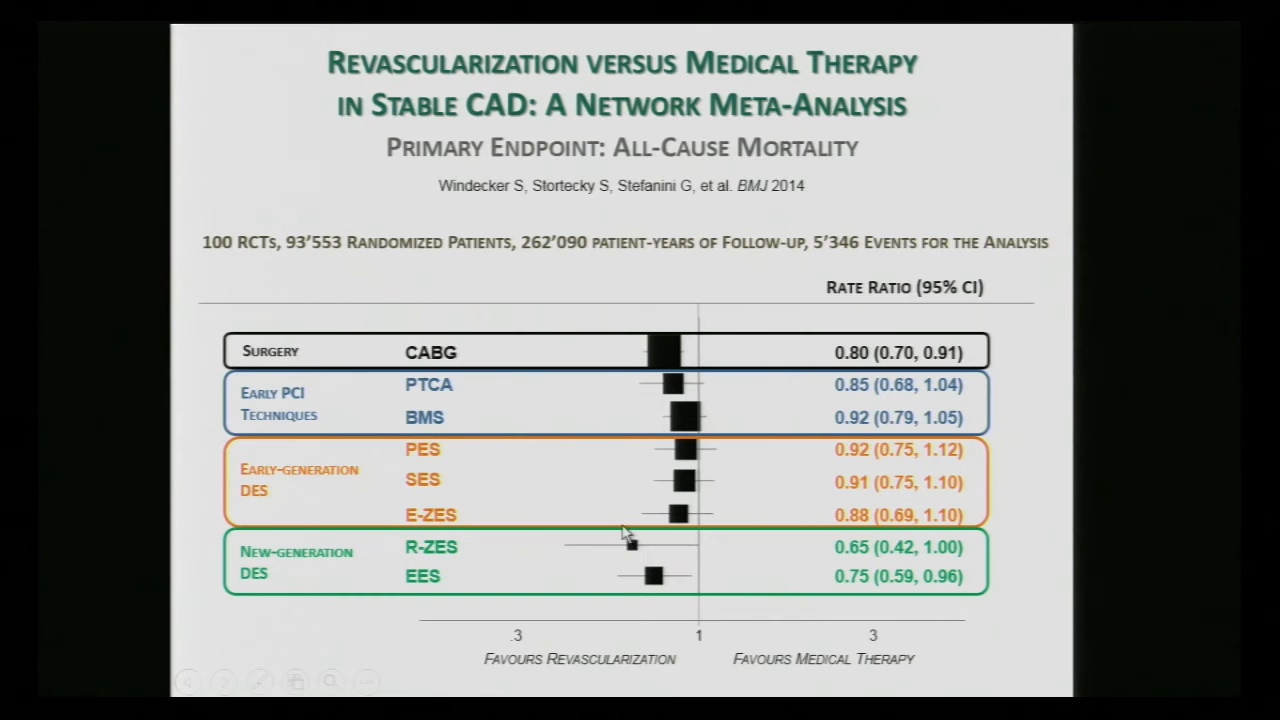 REVASCULARIZATION VERSUS MEDICAL THERAPY
IN STABLE CAD: A NETWORK META-ANALYSIS
PRIMARY ENDPOINT: ALL-CAUSE MORTALITY
Windecker S, Stortecky S, Stefanini G, et al. BMJ 2014
100 RCTS, 93'553 RANDOMIZED PATIENTS, 262'090 PATIENT-YEARS OF FOLLOW-UP, 5'346 EVENTS FOR THE ANALYSIS
RATE RATIO (95% CI)
SURGERY CABG 0.80 (0.70, 0.91)
EARLY PCI TECHNIQUES
PTCA 0.85 (0.68, 1.04)
BMS 0.92 (0.79, 1.05)
EARLY-GENERATION DES
PES 0.92 (0.75, 1.12)
SES 0.91 (0.75, 1.10)
E-ZES 0.88 (0.69, 1.10)
NEW-GENERATION DES
R-ZES 0.65 (0.42, 1.00)
EES 0.75 (0.59, 0.96)
.3 1 3
FAVOURS REVASCULARIZATION FAVOURS MEDICAL THERAPY